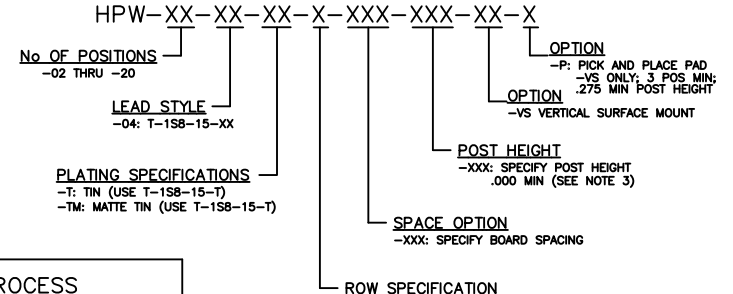 HPW-XX-XX-XX-X-XXX-XXX-XX-X
No OF POSITIONS
-02 THRU -20
OPTION
-P: PICK AND PLACE PAD
-VS ONLY; 3 POS MIN;
.275 MIN POST HEIGHT
LEAD STYLE
-04: T-1S8-15-XX
OPTION
-VS VERTICAL SURFACE MOUNT
PLATING SPECIFICATIONS
-T: TIN (USE T-1S8-15-T)
-TM: MATTE TIN (USE T-1S8-15-T)
POST HEIGHT
-XXX: SPECIFY POST HEIGHT
.000 MIN (SEE NOTE 3)
SPACE OPTION
-XXX: SPECIFY BOARD SPACING
ROCESS
ROW SPECIFICATION